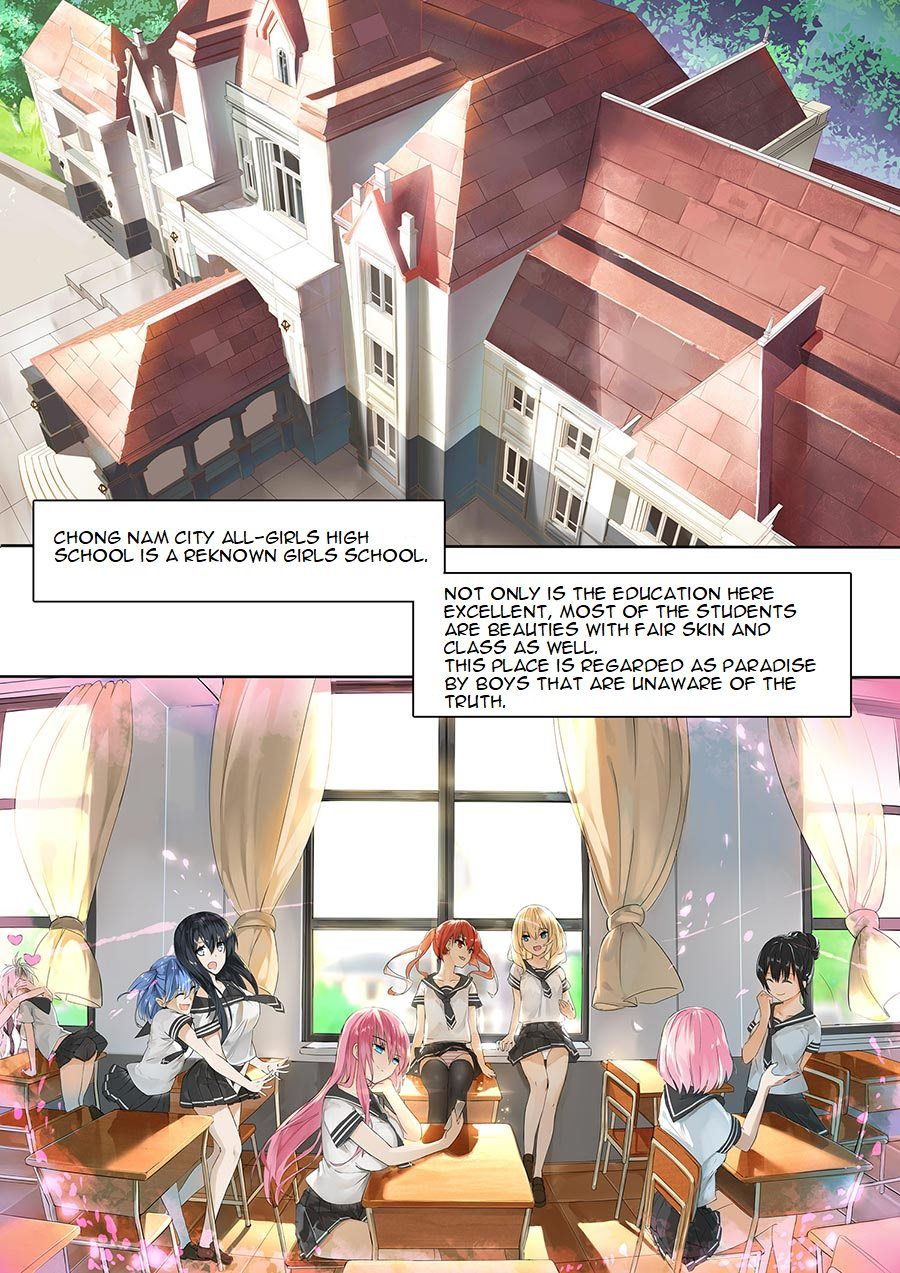 CHONG NAM CITY ALL-GIRLS HIGH
SCHOOL IS A REKNOWN GIRLS SCHOOL.
NOT ONLY IS THE EDUCATION HERE
EXCELLENT, MOST OF THE STUDENTS
ARE BEAUTIES WITH FAIR SKIN AND
CLASS AS WELL.
THIS PLACE IS REGARDED AS PARADISE
BY BOYS THAT ARE UNAWARE OF THE
TRUTH.